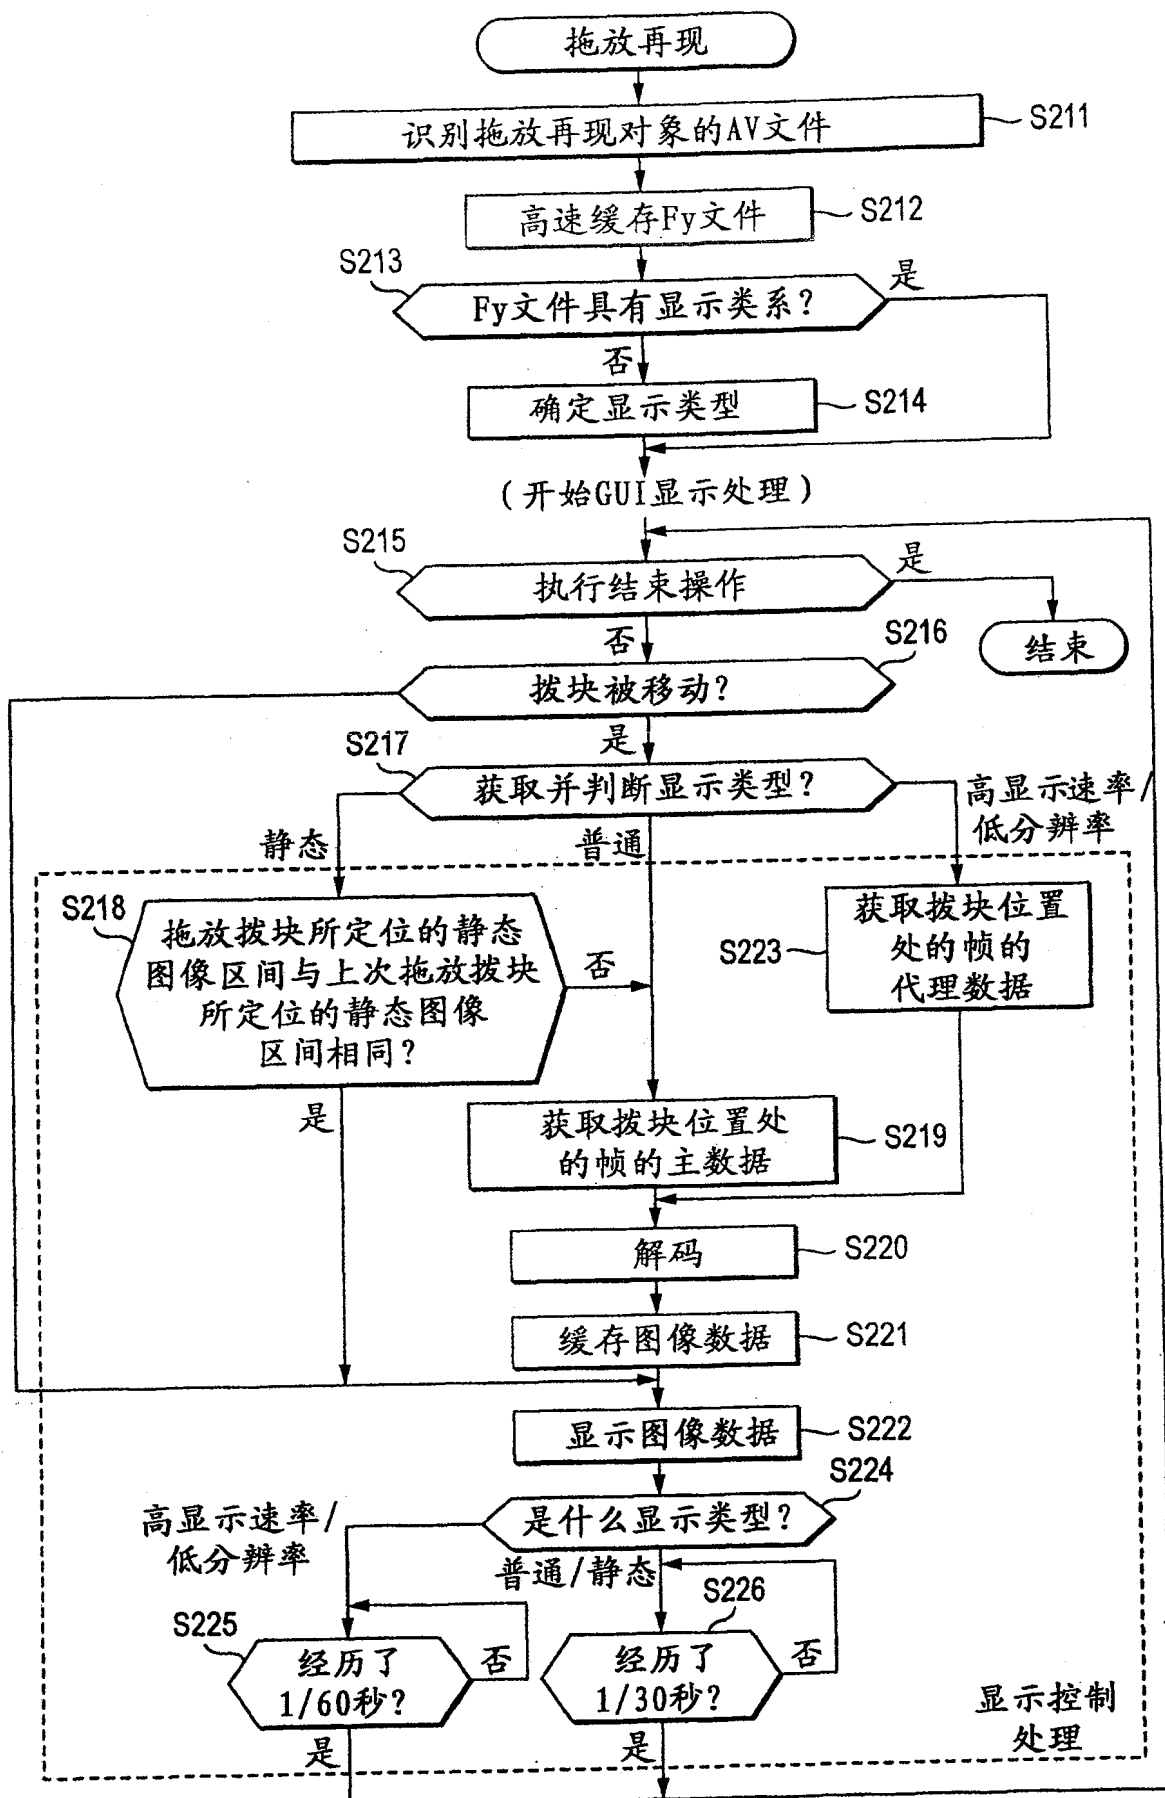 拖放再现
识别拖放再现对象的AV文件
S211
高速缓存Fy文件
S212
S213
Fy文件具有显示类系?
是
否
确定显示类型
S214
(开始GUI显示处理)
S215
执行结束操作
是
结束
否
S216
拨块被移动?
是
S217
获取并判断显示类型?
高显示速率/
低分辨率
静态
普通
S218
拖放拨块所定位的静态
图像区间与上次拖放拨块
所定位的静态图像
区间相同?
否
是
S223
获取拨块位置
处的帧的
代理数据
获取拨块位置处
的帧的主数据
S219
解码
S220
缓存图像数据
S221
显示图像数据
S222
S224
是什么显示类型?
高显示速率/
低分辨率
普通/静态
S225
经历了
1/60秒?
否
是
S226
经历了
1/30秒?
否
是
显示控制
处理